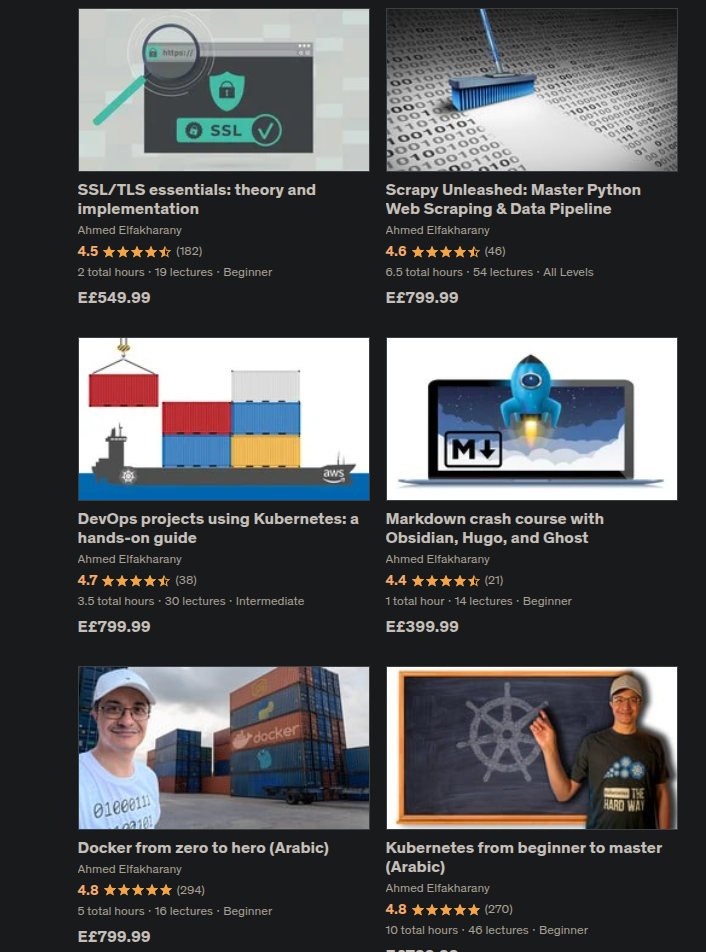 https://
SSL
SSL/TLS essentials: theory and
implementation
Ahmed Elfakharany
4.5 (182)
2 total hours · 19 lectures · Beginner
E£549.99
Scrapy Unleashed: Master Python
Web Scraping & Data Pipeline
Ahmed Elfakharany
4.6 (46)
6.5 total hours · 54 lectures · All Levels
E£799.99
aws
DevOps projects using Kubernetes: a
hands-on guide
Ahmed Elfakharany
4.7 (38)
3.5 total hours · 30 lectures · Intermediate
E£799.99
M
Markdown crash course with
Obsidian, Hugo, and Ghost
Ahmed Elfakharany
4.4 (21)
1 total hour · 14 lectures · Beginner
E£399.99
docker
01000111
Docker from zero to hero (Arabic)
Ahmed Elfakharany
4.8 (294)
5 total hours · 16 lectures · Beginner
E£799.99
THE
HARD WAY
Kubernetes from beginner to master
(Arabic)
Ahmed Elfakharany
4.8 (270)
10 total hours · 46 lectures · Beginner